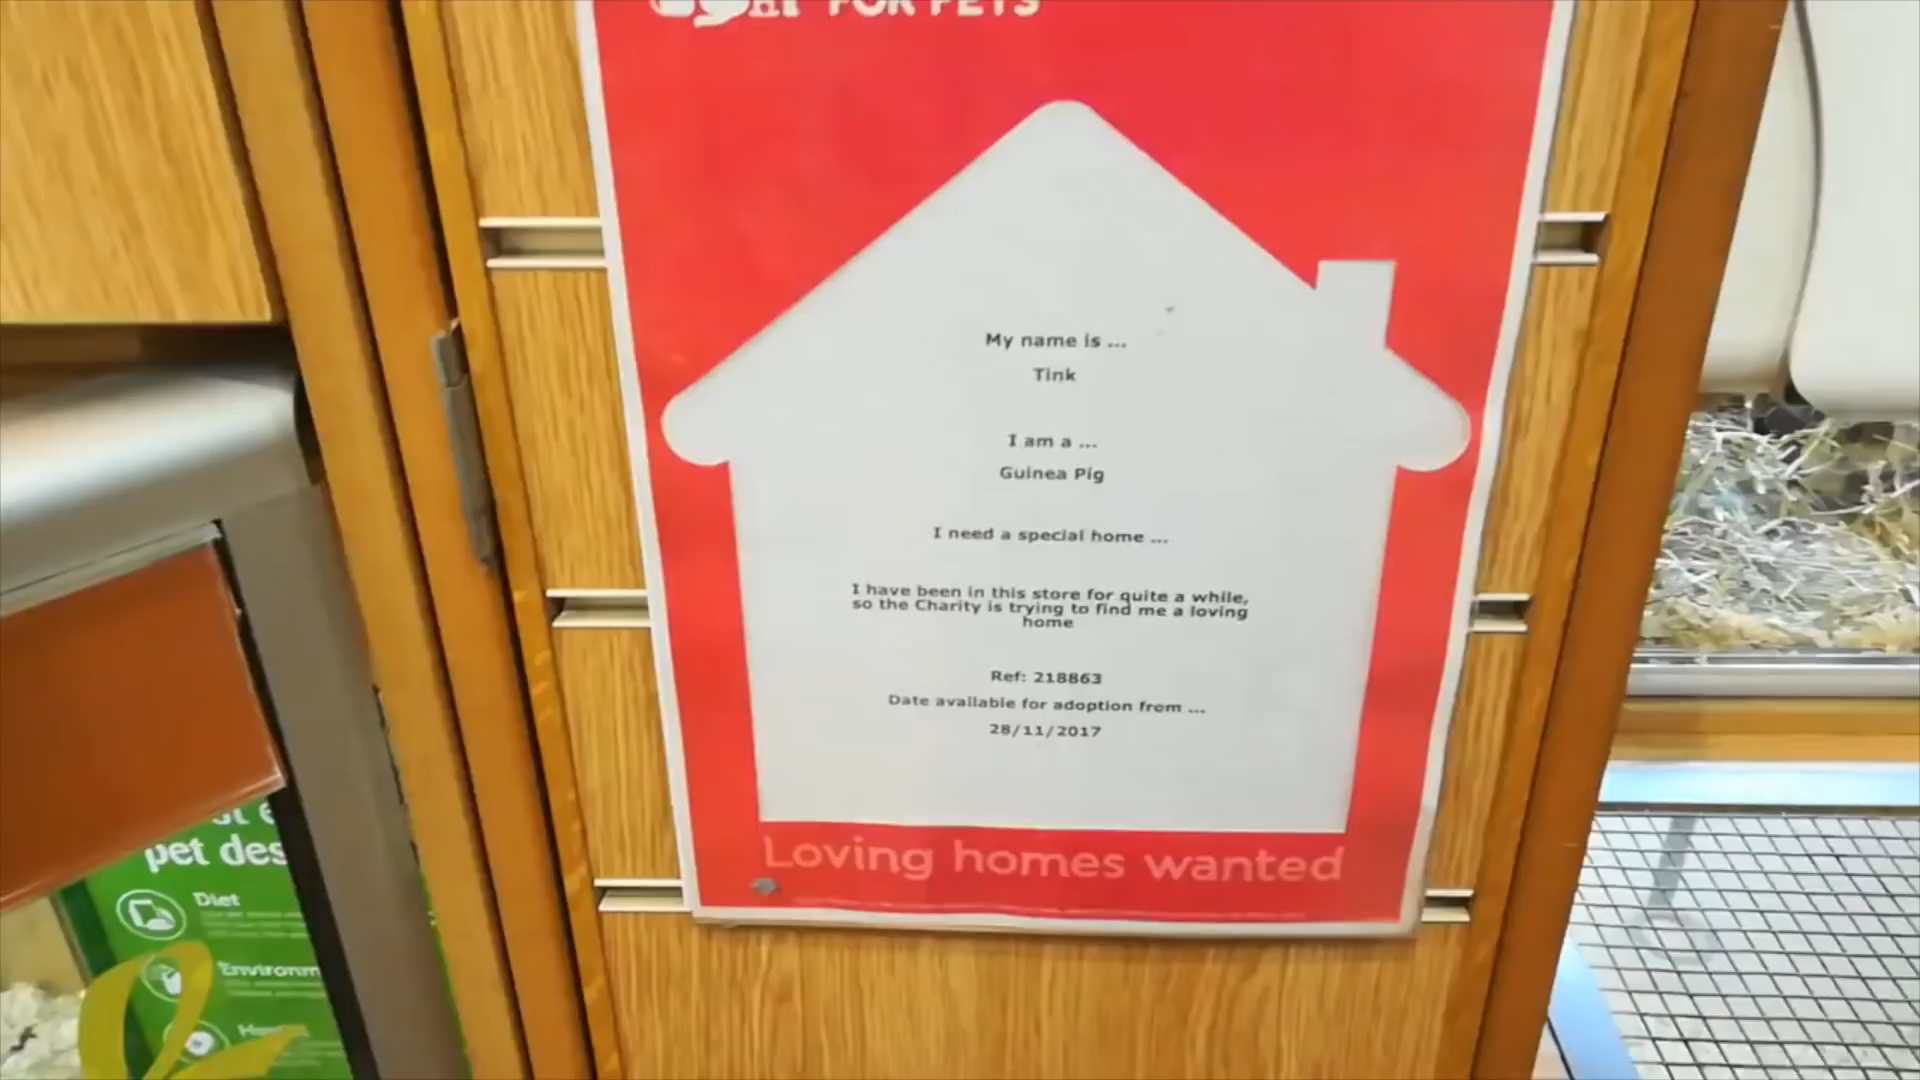 FOR PETS
My name is ...
Tink
I am a ...
Guinea Pig
I need a special home ...
I have been in this store for quite a while,
so the Charity is trying to find me a loving
home
Ref: 218863
Date available for adoption from ...
28/11/2017
Loving homes wanted
pet des
Diet
Environm